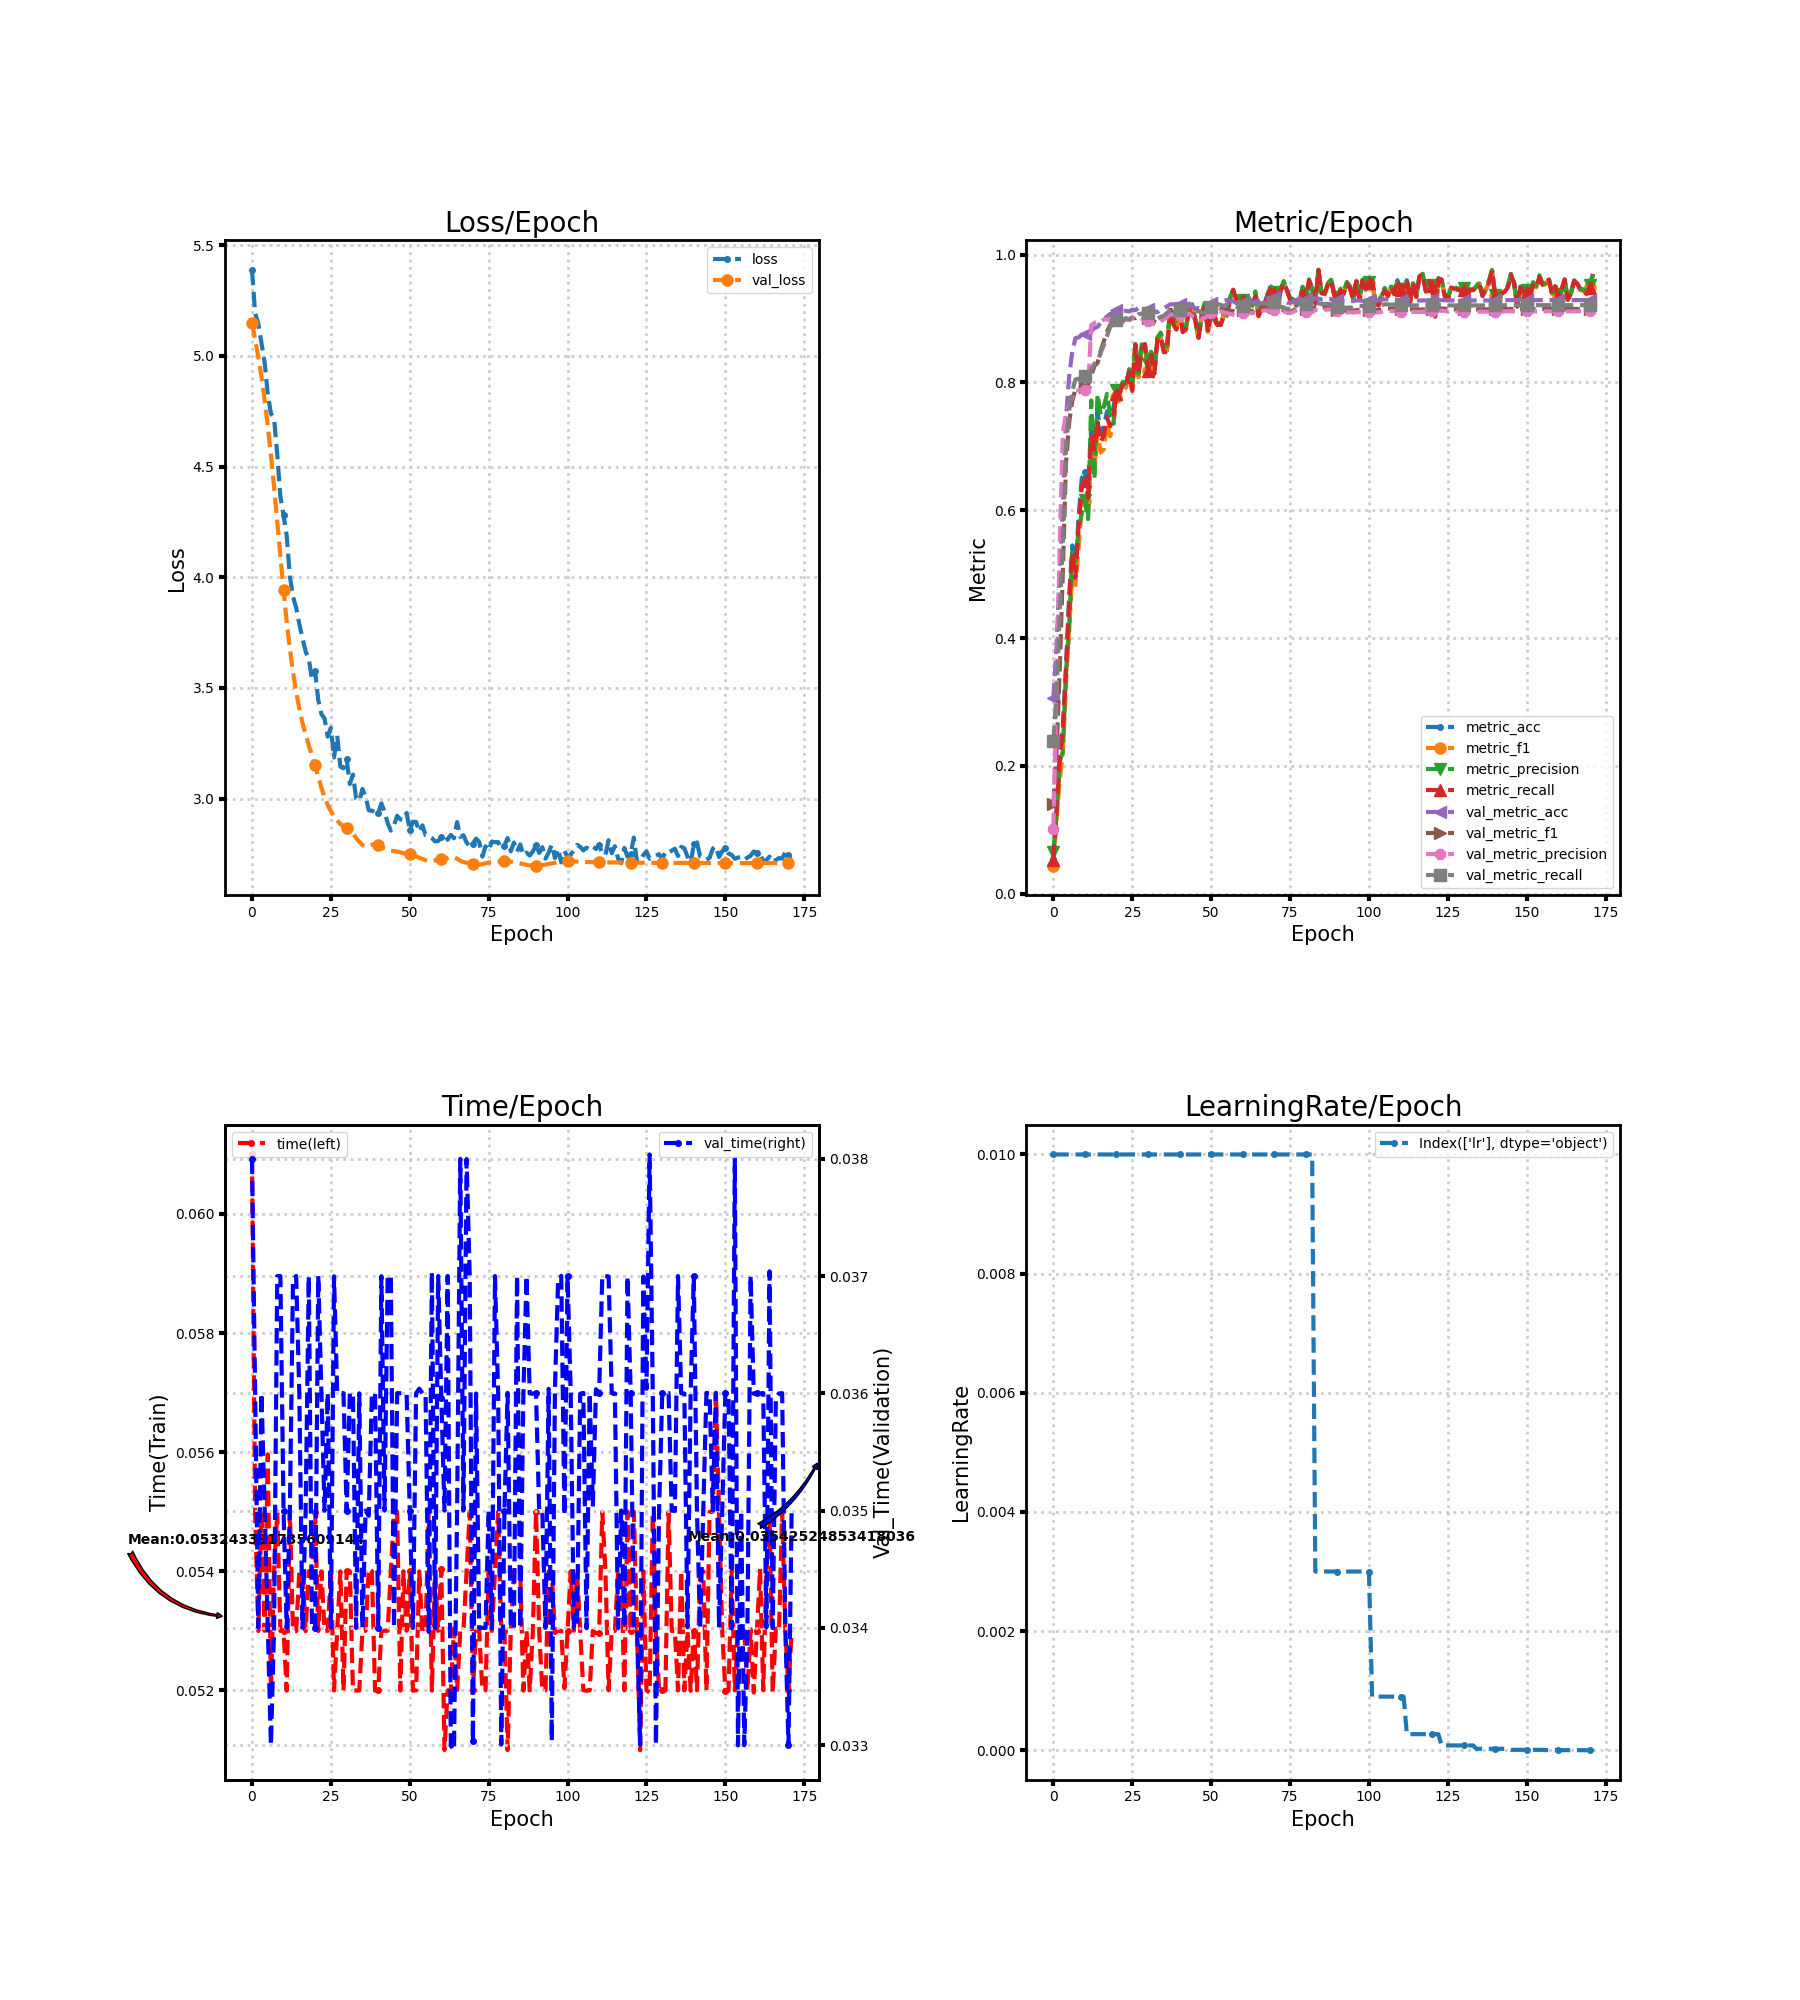 Loss/Epoch
5.5
5.0
4.5
4.0
3.5
3.0
Loss
loss
val_loss
0 25 50 75 100 125 150 175
Epoch
Metric/Epoch
1.0
0.8
0.6
0.4
0.2
0.0
Metric
metric_acc
metric_f1
metric_precision
metric_recall
val_metric_acc
val_metric_f1
val_metric_precision
val_metric_recall
0 25 50 75 100 125 150 175
Epoch
Time/Epoch
time(left)
val_time(right)
0.060
0.058
0.056
0.054
0.052
Time(Train)
0.038
0.037
0.036
0.035
0.034
0.033
Val_Time(Validation)
0 25 50 75 100 125 150 175
Epoch
LearningRate/Epoch
Index(['lr'], dtype='object')
0.010
0.008
0.006
0.004
0.002
0.000
LearningRate
0 25 50 75 100 125 150 175
Epoch